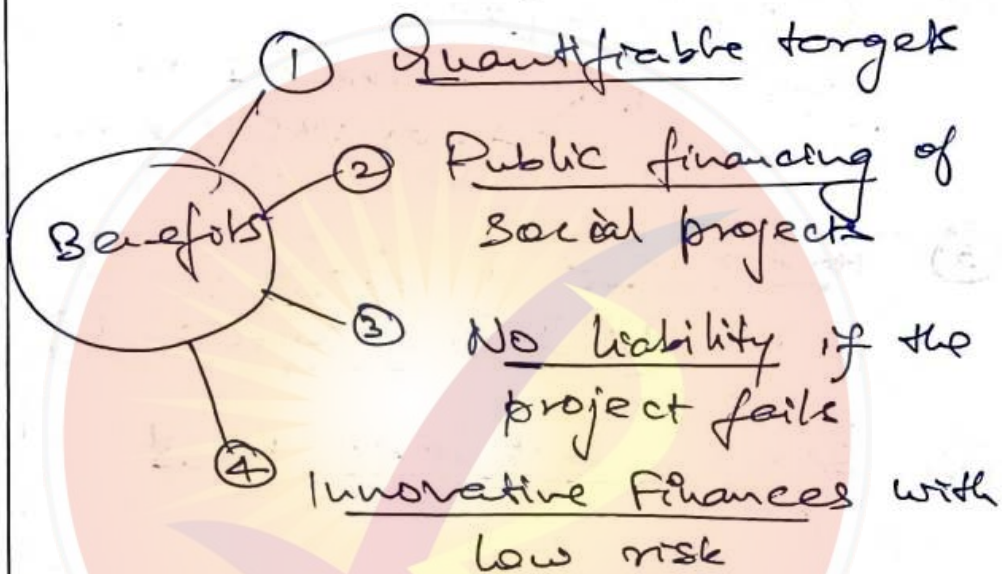 ① Quantifiable targets
Benefits
② Public financing of
social projects
③ No liability if the
project fails
④ Innovative Finances with
low risk